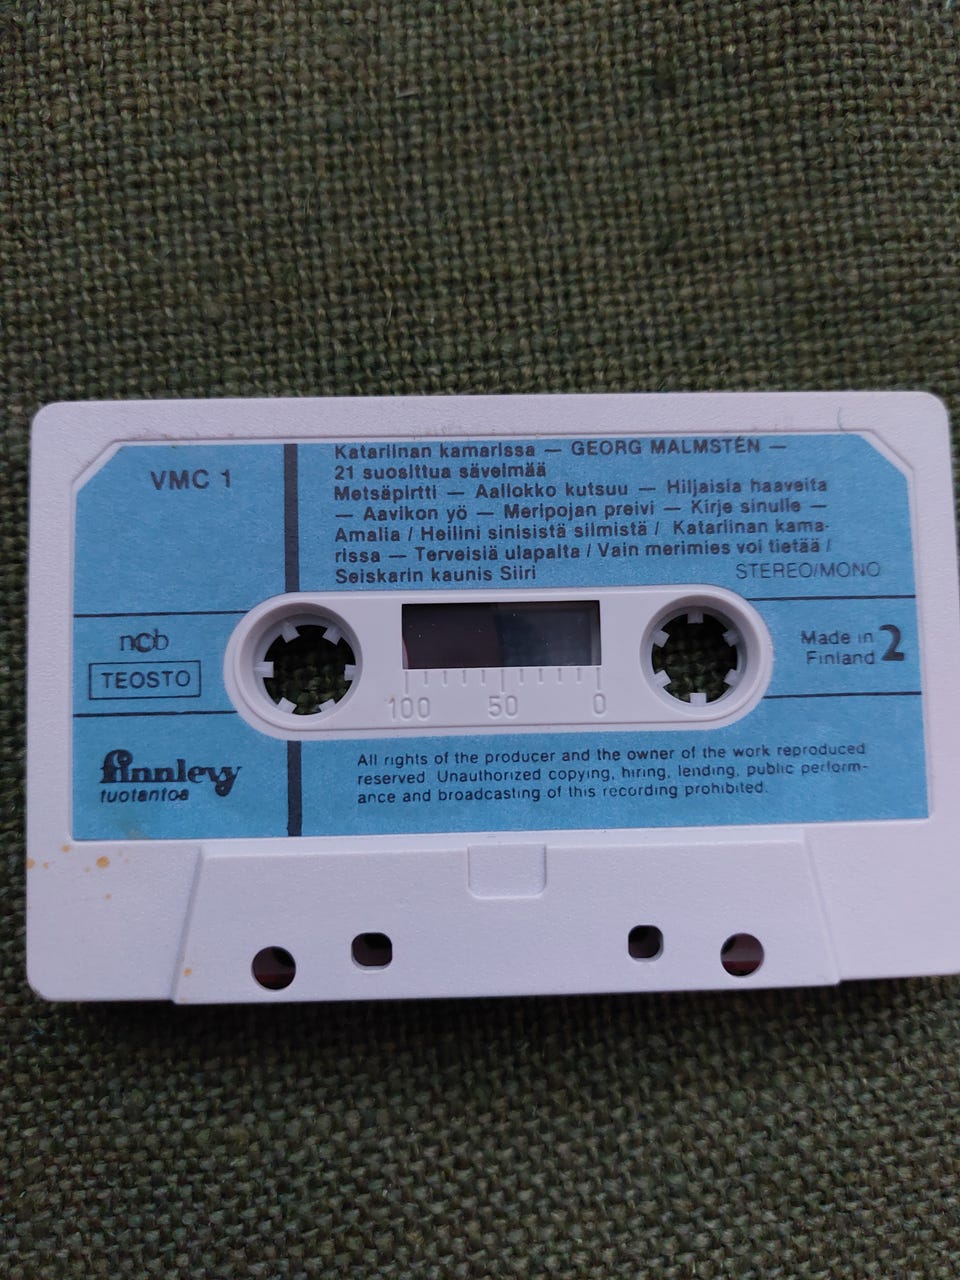 VMC 1
Katariinan kamarissa — GEORG MALMSTÉN —
21 suosittua sävelmää
Metsäpirtti — Aallokko kutsuu — Hiljaisia haaveita
— Aavikon yö — Meripojan preivi — Kirje sinulle —
Amalia / Heilini sinisistä silmistä / Katariinan kama-
rissa — Terveisiä ulapalta / Vain merimies voi tietää /
Seiskarin kaunis Siiri
STEREO/MONO
ncb
TEOSTO
Made in
Finland
2
100 50 0
finnlevy
tuotantoa
All rights of the producer and the owner of the work reproduced
reserved. Unauthorized copying, hiring, lending, public perform-
ance and broadcasting of this recording prohibited.